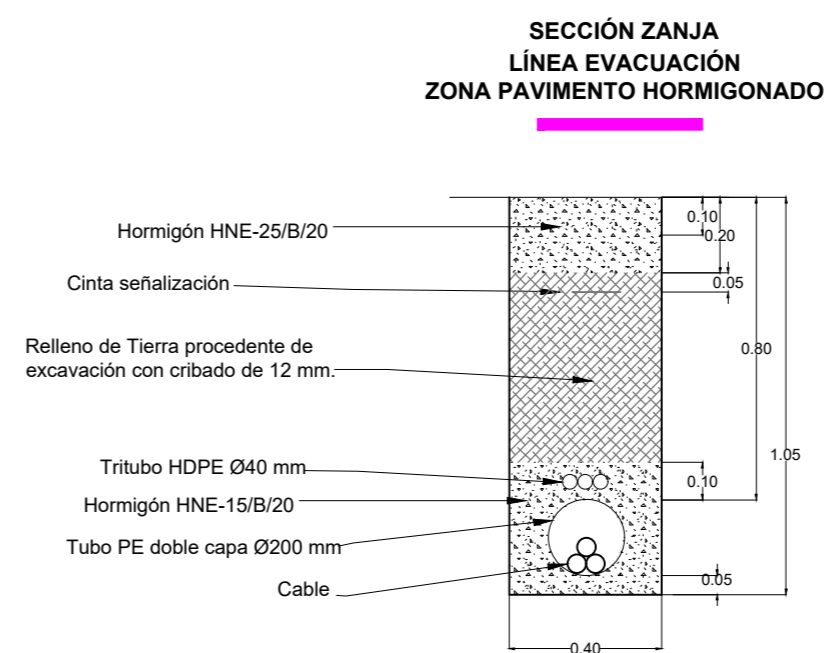 SECCIÓN ZANJA
LÍNEA EVACUACIÓN
ZONA PAVIMENTO HORMIGONADO
Hormigón HNE-25/B/20
0.10
0.20
Cinta señalización
0.05
Relleno de Tierra procedente de
excavación con cribado de 12 mm.
0.80
Tritubo HDPE Ø40 mm
1.05
0.10
Hormigón HNE-15/B/20
Tubo PE doble capa Ø200 mm
Cable
0.05
0.40